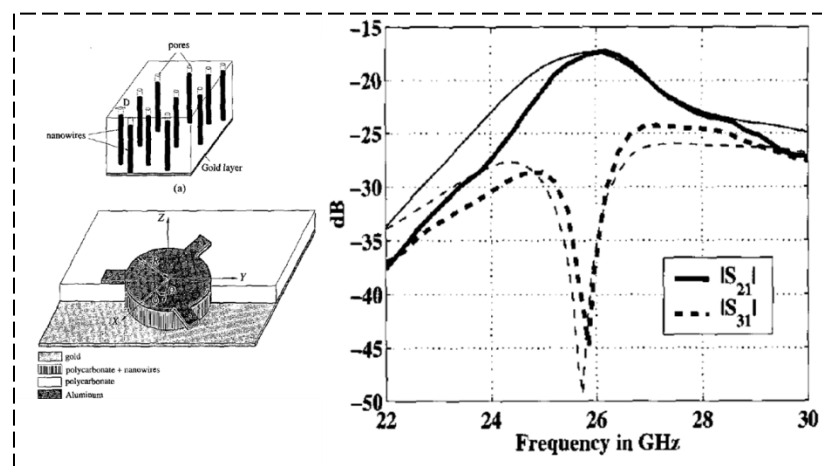 pores
D
nanowires
Gold layer
(a)
Z
Y
X
gold
polycarbonate + nanowires
polycarbonate
Aluminum
-15
-20
-25
-30
-35
-40
-45
-50
dB
|S21|
|S31|
22 24 26 28 30
Frequency in GHz